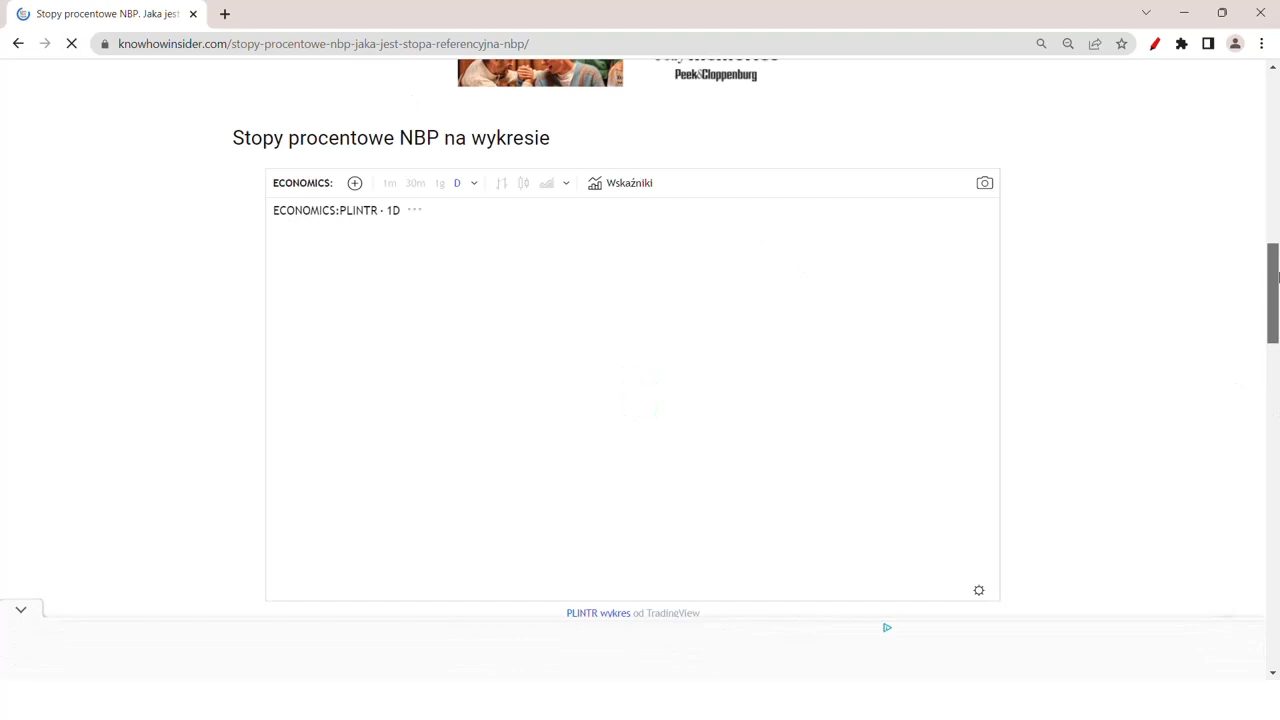 Stopy procentowe NBP. Jaka jest
knowhowinsider.com/stopy-procentowe-nbp-jaka-jest-stopa-referencyjna-nbp/
Peek&Cloppenburg
Stopy procentowe NBP na wykresie
ECONOMICS: 1m 30m 1g D Wskaźniki
ECONOMICS:PLINTR · 1D
PLINTR wykres od TradingView